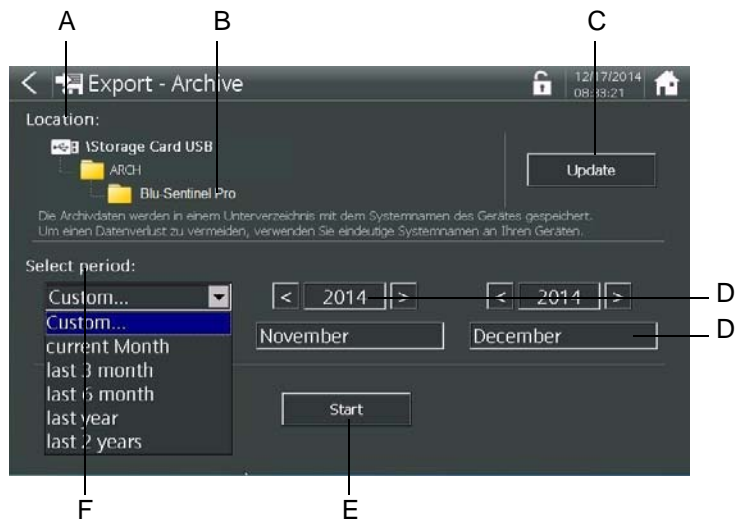 A B C
Export - Archive 12/17/2014
08:33:21
Location:
\Storage Card USB
ARCH
Blu-Sentinel Pro
Update
Die Archivdaten werden in einem Unterverzeichnis mit dem Systemnamen des Gerätes gespeichert.
Um einen Datenverlust zu vermeiden, verwenden Sie eindeutige Systemnamen an Ihren Geräten.
Select period:
Custom... < 2014 > < 2014 > D
Custom... November December D
current Month
last 3 month
last 6 month
last year
last 2 years
Start
F E